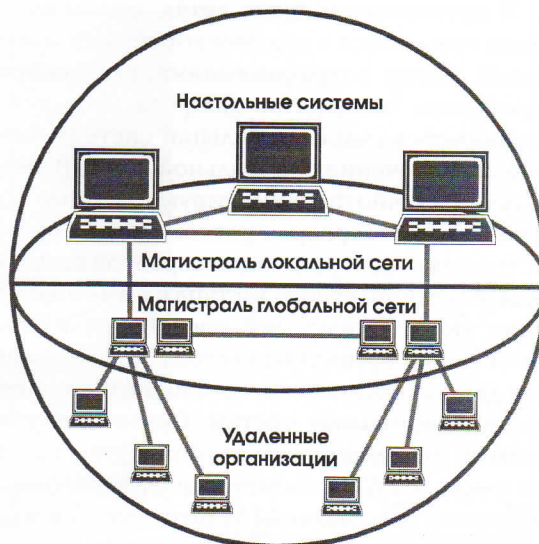 Настольные системы
Магистраль локальной сети
Магистраль глобальной сети
Удаленные
организации